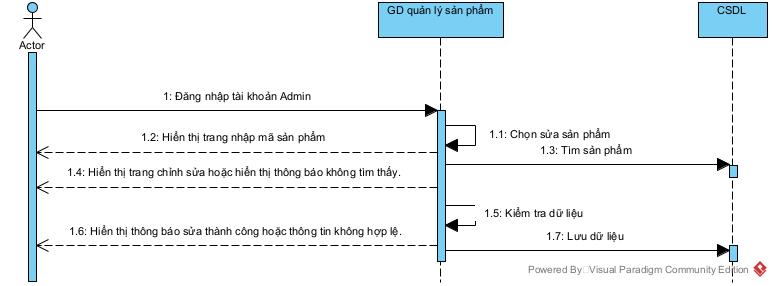 GD quản lý sản phẩm
CSDL
Actor
1: Đăng nhập tài khoản Admin
1.1: Chọn sửa sản phẩm
1.2: Hiển thị trang nhập mã sản phẩm
1.3: Tìm sản phẩm
1.4: Hiển thị trang chỉnh sửa hoặc hiển thị thông báo không tìm thấy.
1.5: Kiểm tra dữ liệu
1.6: Hiển thị thông báo sửa thành công hoặc thông tin không hợp lệ.
1.7: Lưu dữ liệu
Powered By Visual Paradigm Community Edition